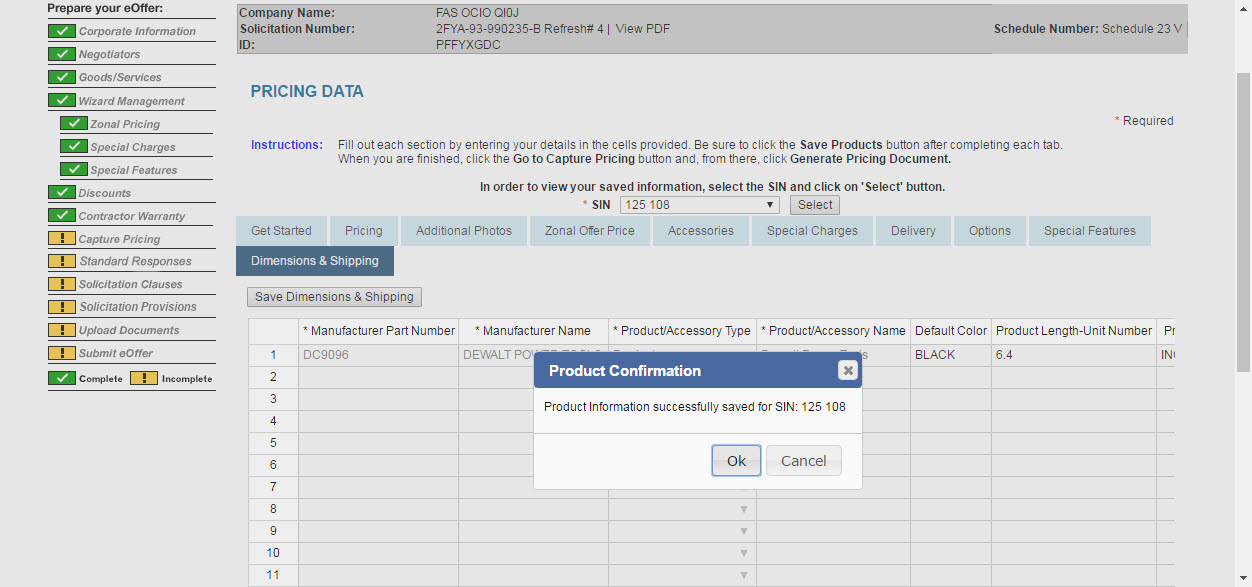 Prepare your eOffer:
Corporate Information
Negotiators
Goods/Services
Wizard Management
Zonal Pricing
Special Charges
Special Features
Discounts
Contractor Warranty
Capture Pricing
Standard Responses
Solicitation Clauses
Solicitation Provisions
Upload Documents
Submit eOffer
Complete Incomplete
Company Name: FAS OCIO QI0J
Solicitation Number: 2FYA-93-990235-B Refresh# 4 | View PDF Schedule Number: Schedule 23 V
ID: PFFYXGDC
PRICING DATA
* Required
Instructions: Fill out each section by entering your details in the cells provided. Be sure to click the Save Products button after completing each tab.
When you are finished, click the Go to Capture Pricing button and, from there, click Generate Pricing Document.
In order to view your saved information, select the SIN and click on 'Select' button.
* SIN 125 108 Select
Get Started Pricing Additional Photos Zonal Offer Price Accessories Special Charges Delivery Options Special Features
Dimensions & Shipping
Save Dimensions & Shipping
* Manufacturer Part Number * Manufacturer Name * Product/Accessory Type * Product/Accessory Name Default Color Product Length-Unit Number
1 DC9096 DEWALT BLACK 6.4
2
3
4
5
6
7
8
9
10
11
Product Confirmation
Product Information successfully saved for SIN: 125 108
Ok Cancel